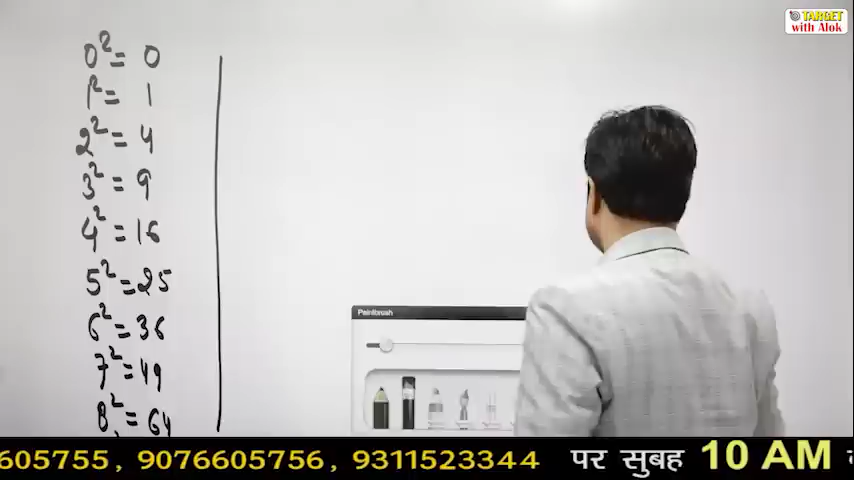 TARGET
with Alok
0² = 0
1² = 1
2² = 4
3² = 9
4² = 16
5² = 25
6² = 36
7² = 49
8² = 64
Paintbrush
605755, 9076605756, 9311523344 पर सुबह 10 AM